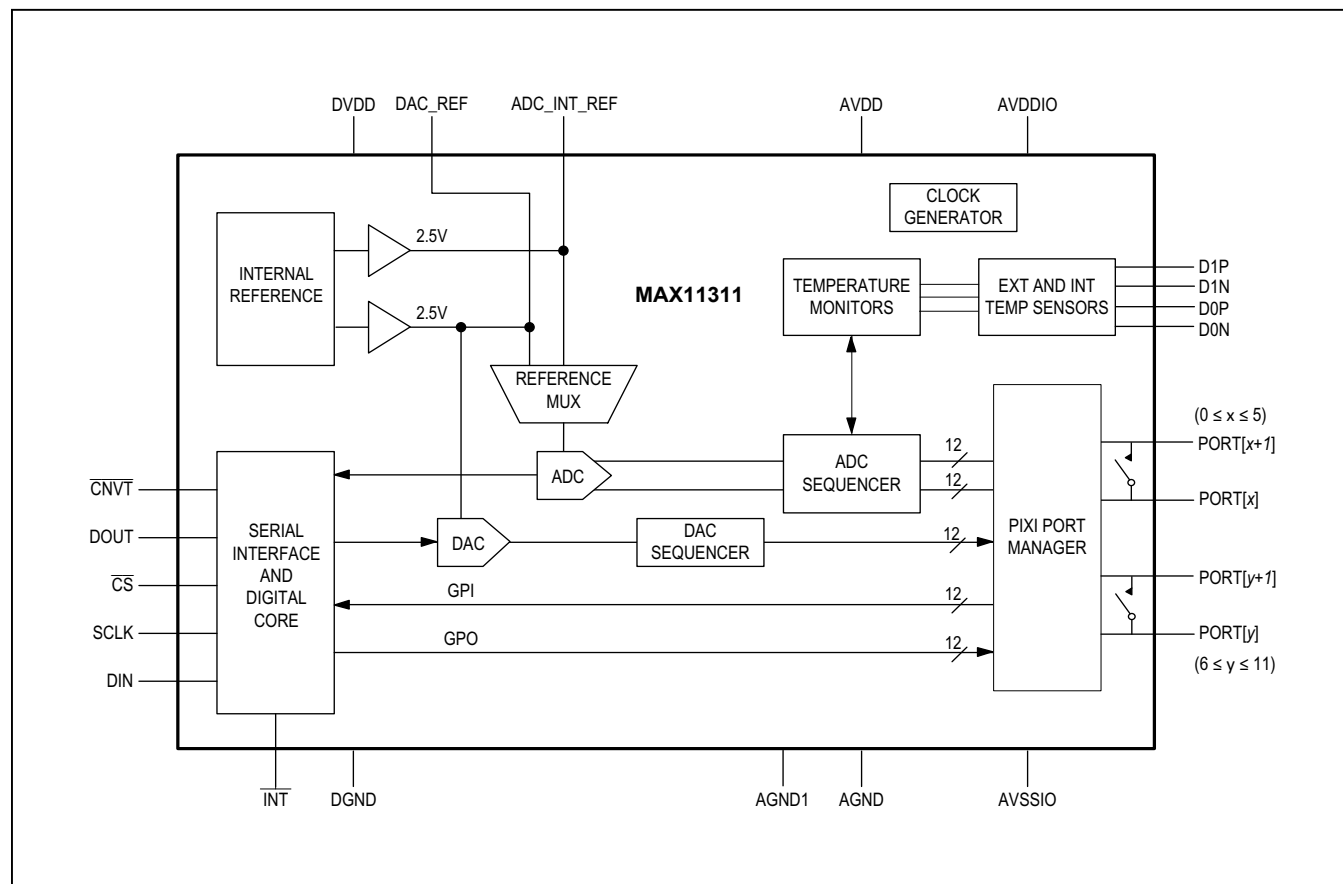 DVDD
DAC_REF
ADC_INT_REF
AVDD
AVDDIO
CLOCK
GENERATOR
INTERNAL
REFERENCE
2.5V
2.5V
MAX11311
TEMPERATURE
MONITORS
EXT AND INT
TEMP SENSORS
D1P
D1N
D0P
D0N
REFERENCE
MUX
(0 ≤ x ≤ 5)
PORT[x+1]
PORT[x]
ADC
ADC
SEQUENCER
12
12
CNVT
DOUT
CS
SCLK
DIN
SERIAL
INTERFACE
AND
DIGITAL
CORE
DAC
DAC
SEQUENCER
12
PIXI PORT
MANAGER
GPI
12
GPO
12
PORT[y+1]
PORT[y]
(6 ≤ y ≤ 11)
INT
DGND
AGND1
AGND
AVSSIO